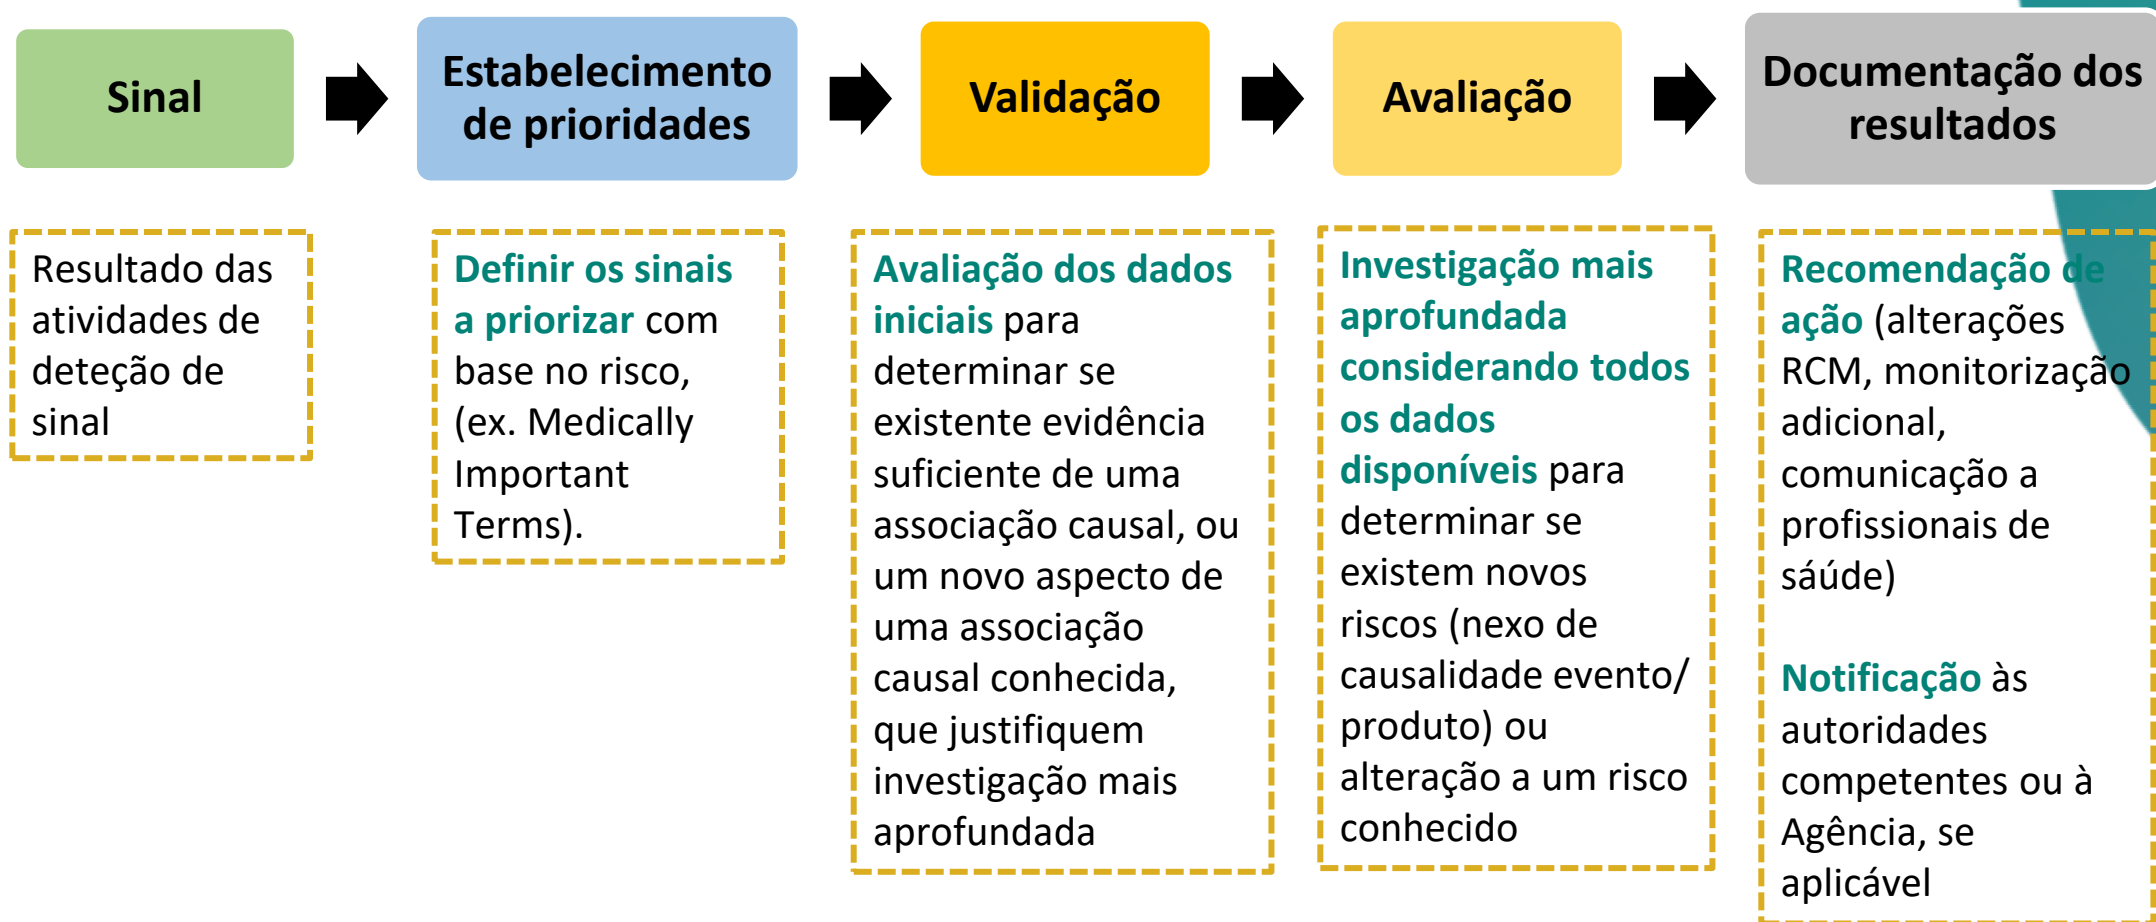 Sinal
Estabelecimento
de prioridades
Validação
Avaliação
Documentação dos
resultados
Resultado das
atividades de
deteção de
sinal
Definir os sinais
a priorizar com
base no risco,
(ex. Medically
Important
Terms).
Avaliação dos dados
iniciais para
determinar se
existente evidência
suficiente de uma
associação causal, ou
um novo aspecto de
uma associação
causal conhecida,
que justifiquem
investigação mais
aprofundada
Investigação mais
aprofundada
considerando todos
os dados
disponíveis para
determinar se
existem novos
riscos (nexo de
causalidade evento/
produto) ou
alteração a um risco
conhecido
Recomendação de
ação (alterações
RCM, monitorização
adicional,
comunicação a
profissionais de
sáúde)
Notificação às
autoridades
competentes ou à
Agência, se
aplicável